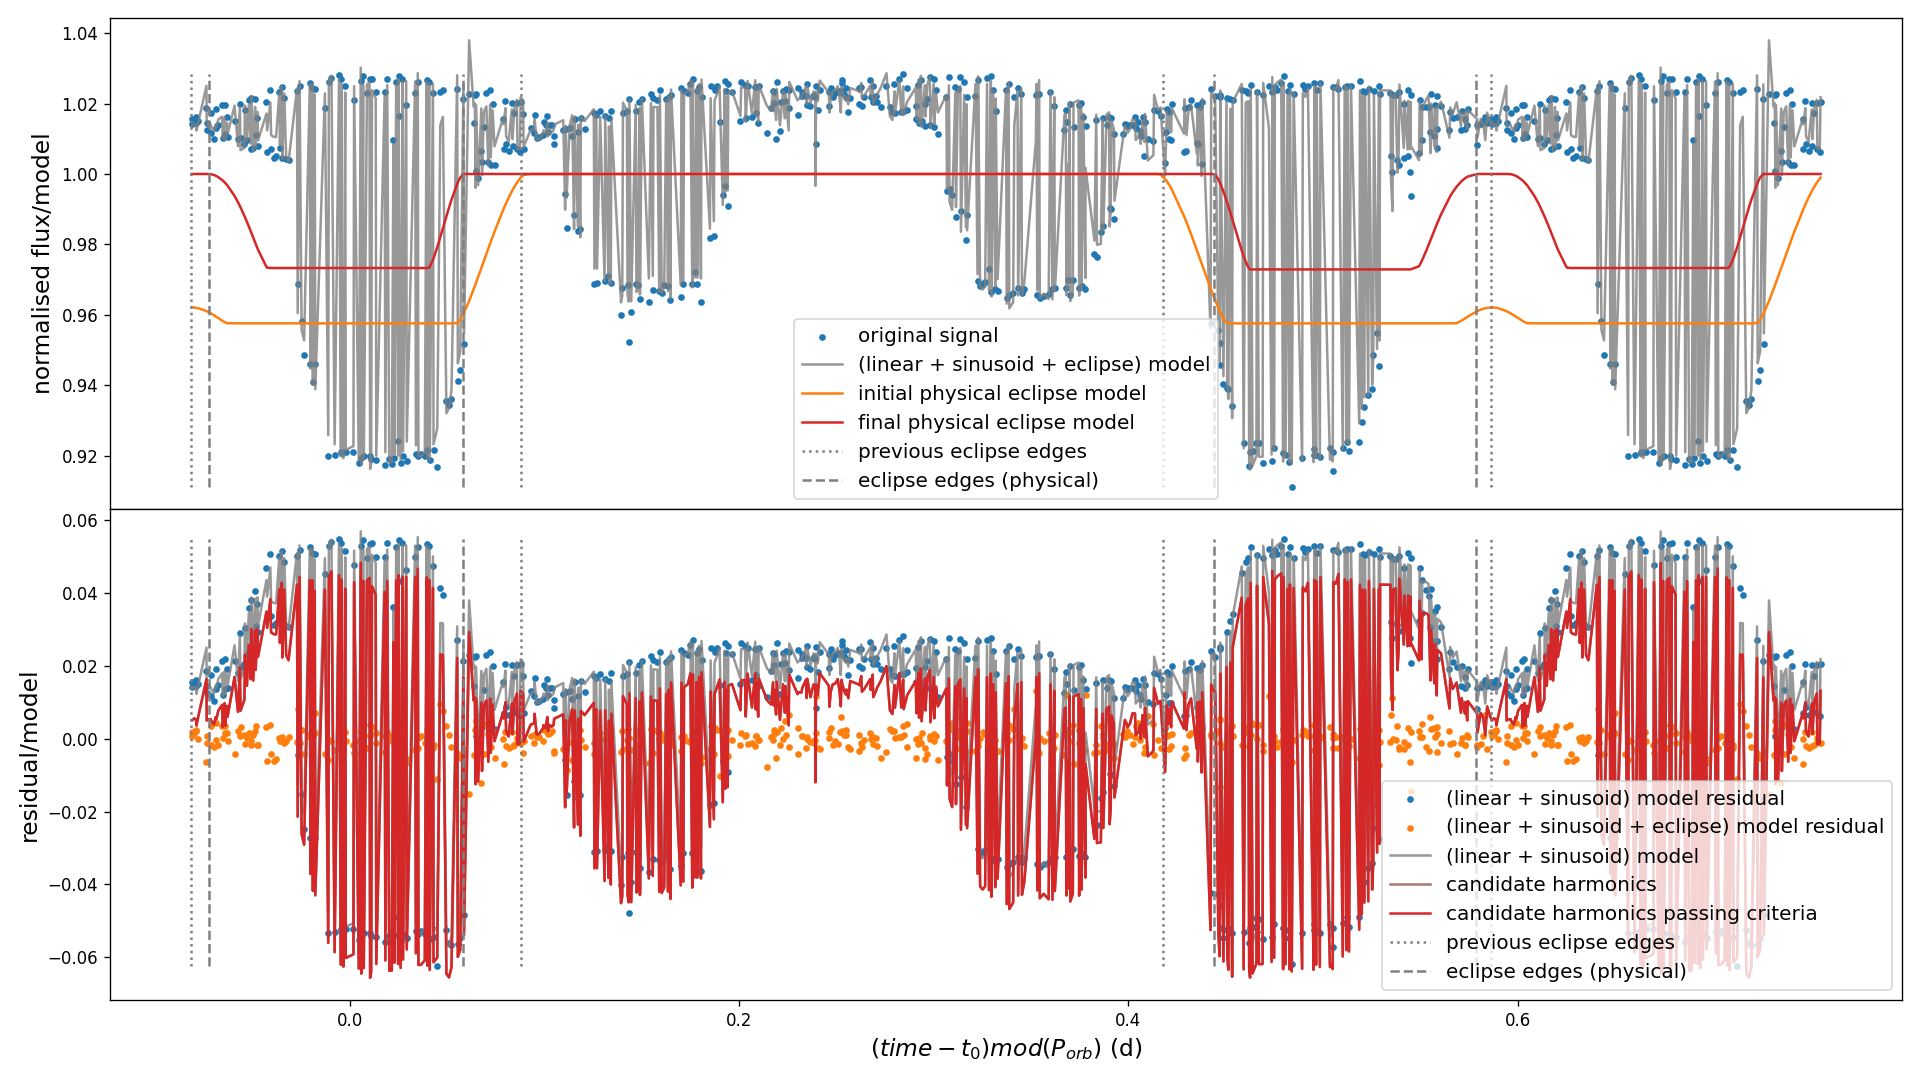 1.04
1.02
1.00
0.98
0.96
0.94
0.92
normalised flux/model
original signal
(linear + sinusoid + eclipse) model
initial physical eclipse model
final physical eclipse model
previous eclipse edges
eclipse edges (physical)
0.06
0.04
0.02
0.00
−0.02
−0.04
−0.06
residual/model
(linear + sinusoid) model residual
(linear + sinusoid + eclipse) model residual
(linear + sinusoid) model
candidate harmonics
candidate harmonics passing criteria
previous eclipse edges
eclipse edges (physical)
0.0 0.2 0.4 0.6
(time − t₀)mod(Pₒᵣb) (d)